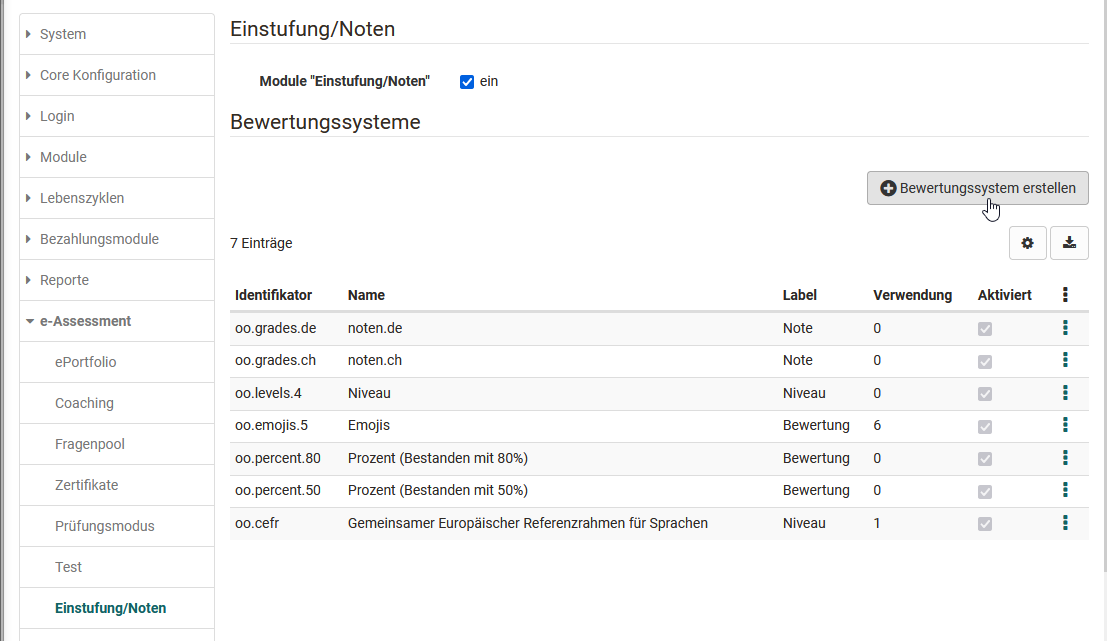 System
Core Konfiguration
Login
Module
Lebenszyklen
Bezahlungsmodule
Reporte
e-Assessment
ePortfolio
Coaching
Fragenpool
Zertifikate
Prüfungsmodus
Test
Einstufung/Noten
Einstufung/Noten
Module "Einstufung/Noten" ein
Bewertungssysteme
Bewertungssystem erstellen
7 Einträge
Identifikator Name Label Verwendung Aktiviert
oo.grades.de noten.de Note 0
oo.grades.ch noten.ch Note 0
oo.levels.4 Niveau Niveau 0
oo.emojis.5 Emojis Bewertung 6
oo.percent.80 Prozent (Bestanden mit 80%) Bewertung 0
oo.percent.50 Prozent (Bestanden mit 50%) Bewertung 0
oo.cefr Gemeinsamer Europäischer Referenzrahmen für Sprachen Niveau 1